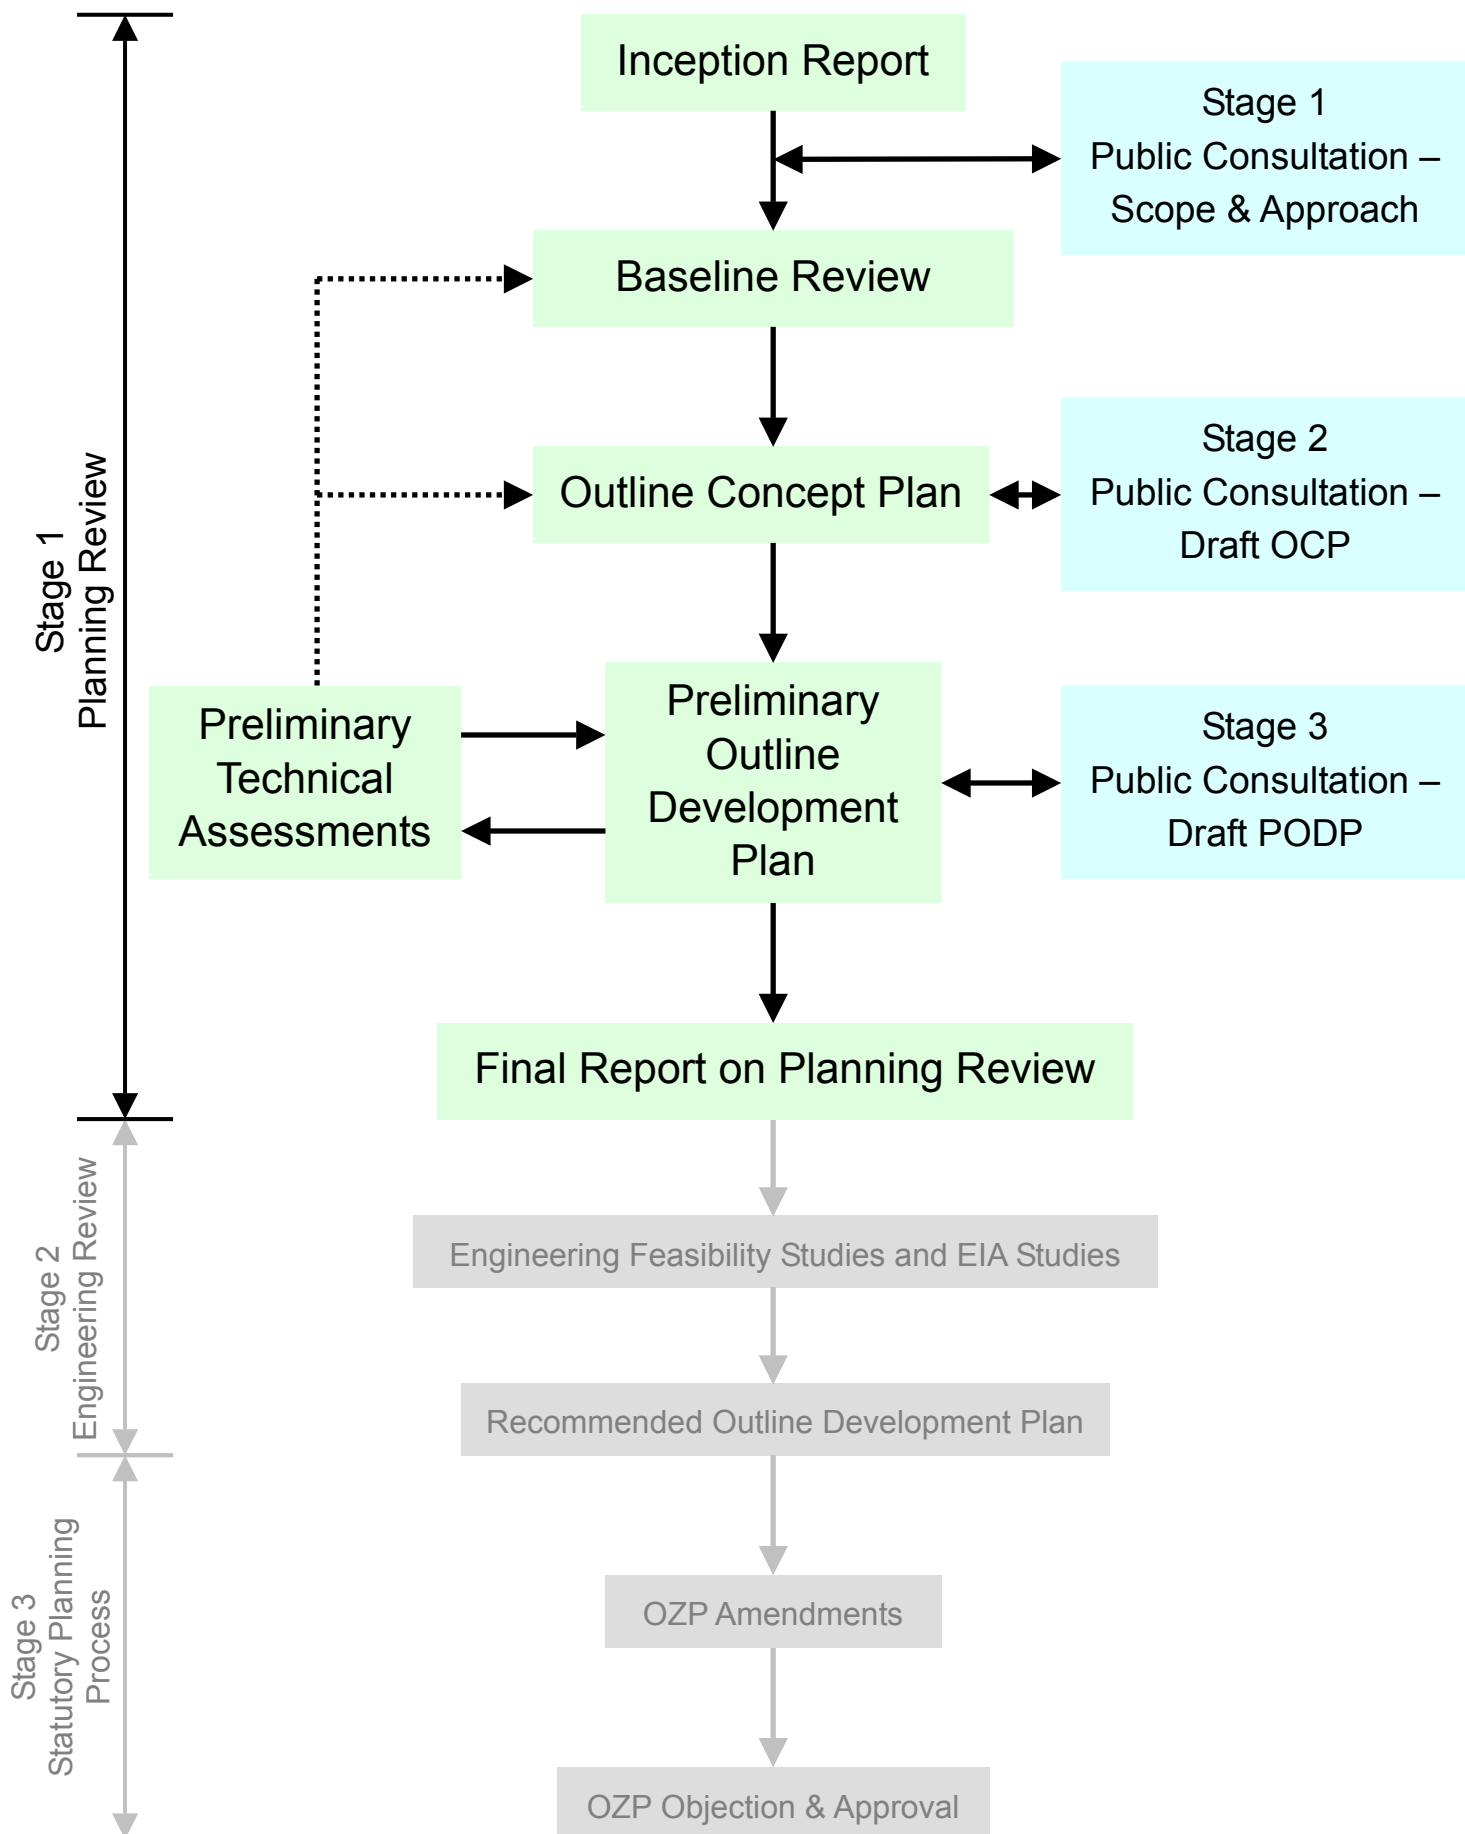 Inception Report
Stage 1
Public Consultation –
Scope & Approach
Baseline Review
Stage 1
Planning Review
Outline Concept Plan
Stage 2
Public Consultation –
Draft OCP
Preliminary
Technical
Assessments
Preliminary
Outline
Development
Plan
Stage 3
Public Consultation –
Draft PODP
Final Report on Planning Review
Stage 2
Engineering Review
Engineering Feasibility Studies and EIA Studies
Recommended Outline Development Plan
Stage 3
Statutory Planning
Process
OZP Amendments
OZP Objection & Approval